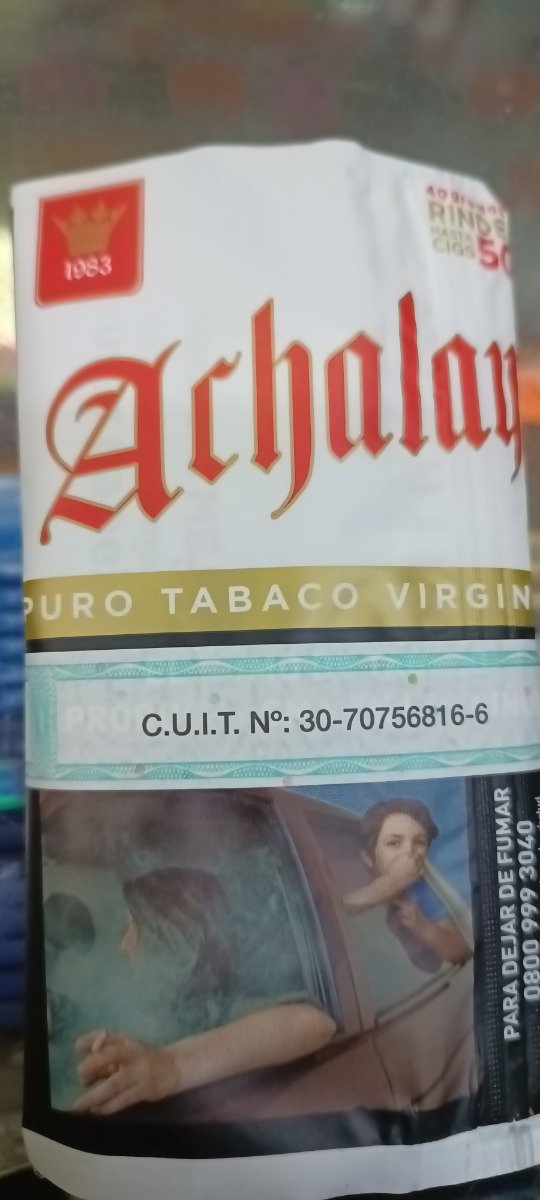 1983
40 gramos
RINDE
HASTA
CIGS 50
Achalay
PURO TABACO VIRGIN
C.U.I.T. Nº: 30-70756816-6
PARA DEJAR DE FUMAR
0800 999 3040